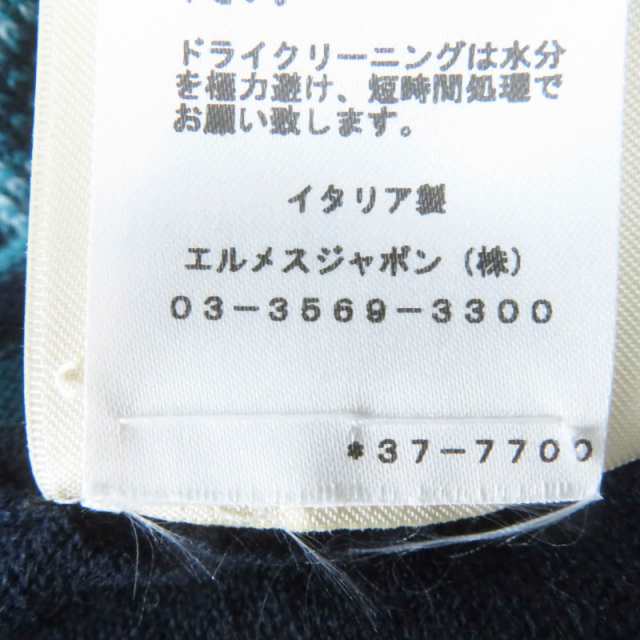 ドライクリーニングは水分
を極力避け、短時間処理で
お願い致します。
イタリア製
エルメスジャポン（株）
03-3569-3300
*37-7700